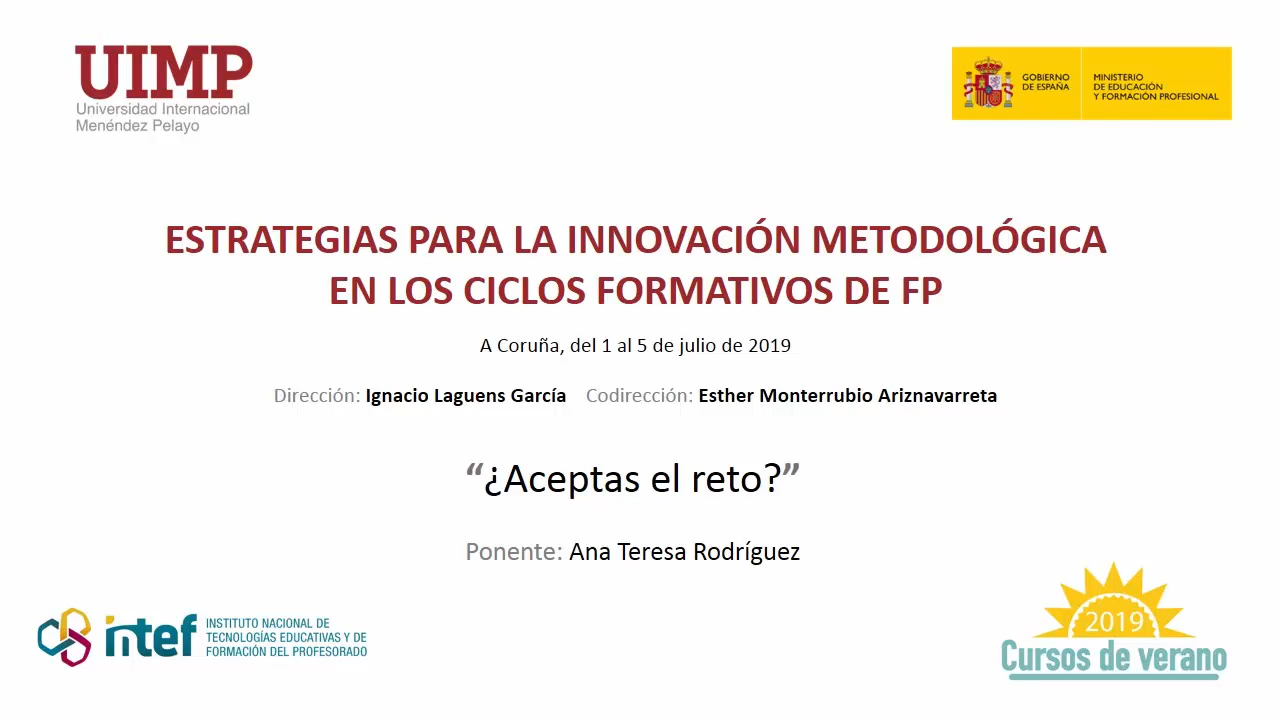 UIMP
Universidad Internacional
Menéndez Pelayo
GOBIERNO
DE ESPAÑA
MINISTERIO
DE EDUCACIÓN
Y FORMACIÓN PROFESIONAL
ESTRATEGIAS PARA LA INNOVACIÓN METODOLÓGICA
EN LOS CICLOS FORMATIVOS DE FP
A Coruña, del 1 al 5 de julio de 2019
Dirección: Ignacio Laguens García Codirección: Esther Monterrubio Ariznavarreta
“¿Aceptas el reto?”
Ponente: Ana Teresa Rodríguez
intef
INSTITUTO NACIONAL DE
TECNOLOGÍAS EDUCATIVAS Y DE
FORMACIÓN DEL PROFESORADO
2019
Cursos de verano